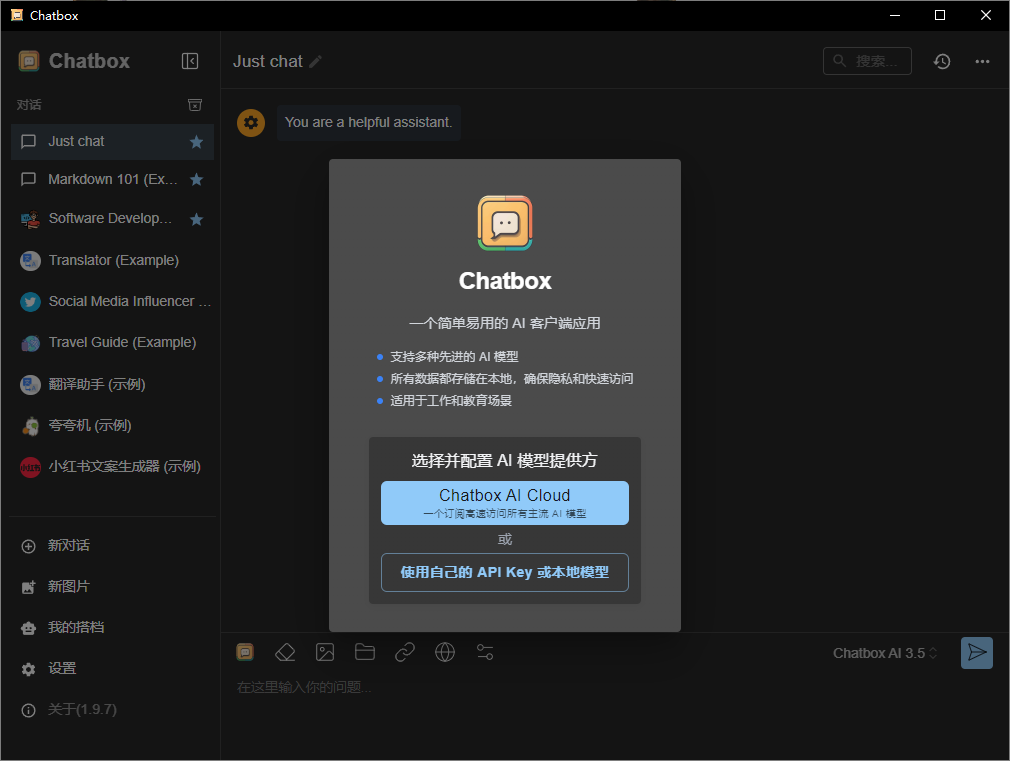 Chatbox
Chatbox
对话
Just chat
Markdown 101 (Ex...
Software Develop...
Translator (Example)
Social Media Influencer ...
Travel Guide (Example)
翻译助手 (示例)
夸夸机 (示例)
小红书文案生成器 (示例)
新对话
新图片
我的搭档
设置
关于(1.9.7)
Just chat
搜索...
You are a helpful assistant.
Chatbox
一个简单易用的 AI 客户端应用
支持多种先进的 AI 模型
所有数据都存储在本地，确保隐私和快速访问
适用于工作和教育场景
选择并配置 AI 模型提供方
Chatbox AI Cloud
一个订阅高速访问所有主流 AI 模型
或
使用自己的 API Key 或本地模型
Chatbox AI 3.5
在这里输入你的问题...